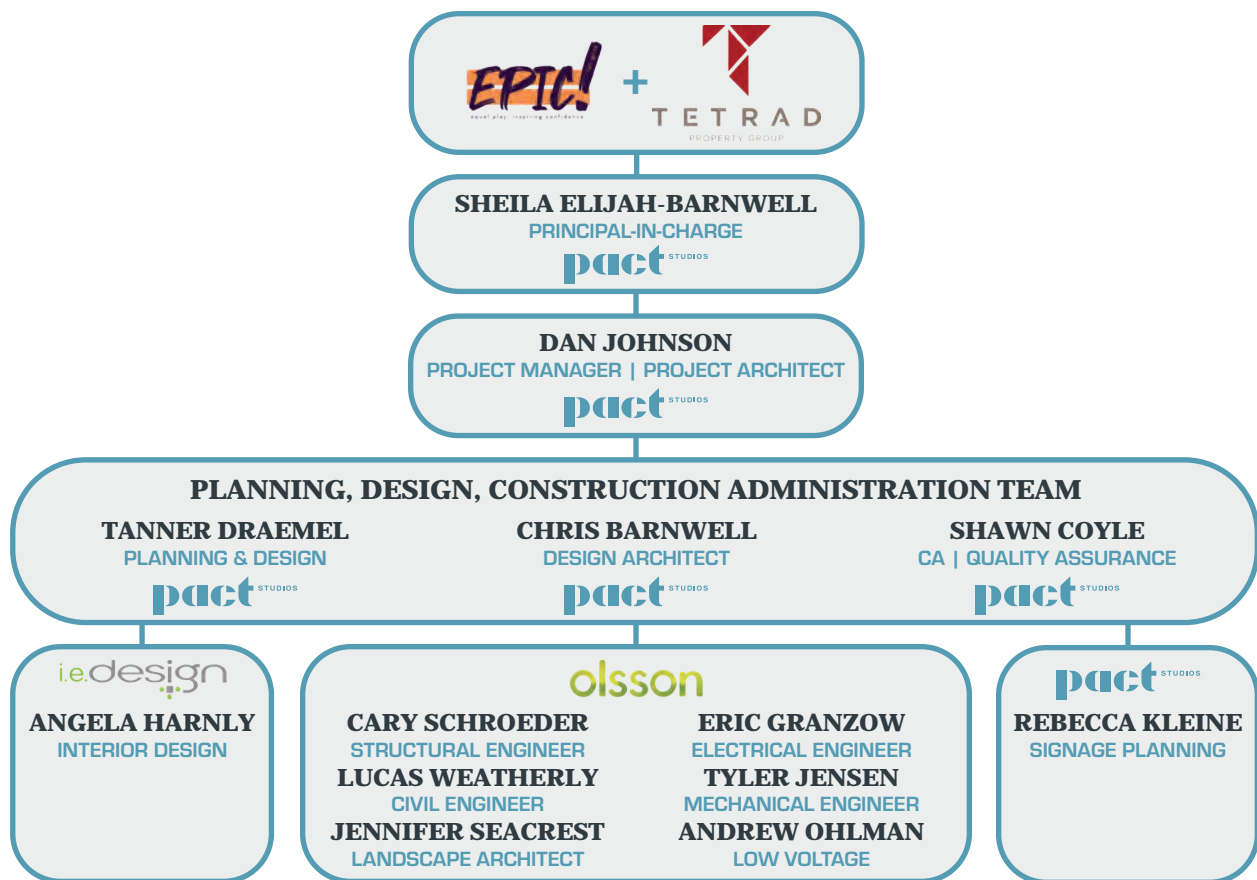 EPIC!
equal play. inspiring confidence
+
TETRAD
PROPERTY GROUP
SHEILA ELIJAH-BARNWELL
PRINCIPAL-IN-CHARGE
pact STUDIOS
DAN JOHNSON
PROJECT MANAGER | PROJECT ARCHITECT
pact STUDIOS
PLANNING, DESIGN, CONSTRUCTION ADMINISTRATION TEAM
TANNER DRAEMEL
PLANNING & DESIGN
pact STUDIOS
CHRIS BARNWELL
DESIGN ARCHITECT
pact STUDIOS
SHAWN COYLE
CA | QUALITY ASSURANCE
pact STUDIOS
i.e.design
ANGELA HARNLY
INTERIOR DESIGN
olsson
CARY SCHROEDER
STRUCTURAL ENGINEER
LUCAS WEATHERLY
CIVIL ENGINEER
JENNIFER SEACREST
LANDSCAPE ARCHITECT
ERIC GRANZOW
ELECTRICAL ENGINEER
TYLER JENSEN
MECHANICAL ENGINEER
ANDREW OHLMAN
LOW VOLTAGE
pact STUDIOS
REBECCA KLEINE
SIGNAGE PLANNING